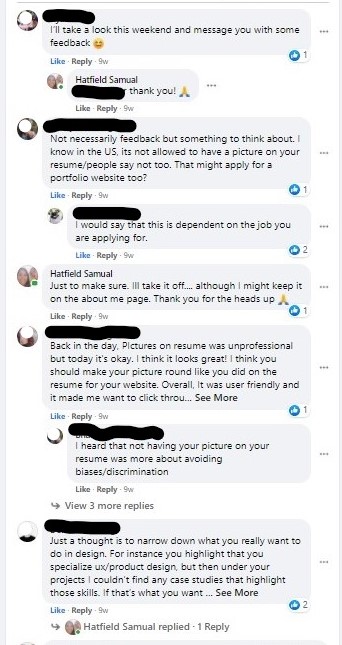 I'll take a look this weekend and message you with some
feedback 😊
1
Like · Reply · 9w
Hatfield Samual
r thank you! 🙏
Like · Reply · 9w
Not necessarily feedback but something to think about. I
know in the US, its not allowed to have a picture on your
resume/people say not too. That might apply for a
portfolio website too?
1
Like · Reply · 9w
I would say that this is dependent on the job you
are applying for.
2
Like · Reply · 9w
Hatfield Samual
Just to make sure. Ill take it off.... although I might keep it
on the about me page. Thank you for the heads up 🙏
1
Like · Reply · 9w
Back in the day, PIctures on resume was unprofessional
but today it's okay. I think it looks great! I think you
should make your picture round like you did on the
resume for your website. Overall, It was user friendly and
it made me want to click throu... See More
1
Like · Reply · 9w
I heard that not having your picture on your
resume was more about avoiding
biases/discrimination
Like · Reply · 9w
View 3 more replies
Just a thought is to narrow down what you really want to
do in design. For instance you highlight that you
specialize ux/product design, but then under your
projects I couldn't find any case studies that highlight
those skills. If that's what you want ... See More
2
Like · Reply · 9w
Hatfield Samual replied · 1 Reply